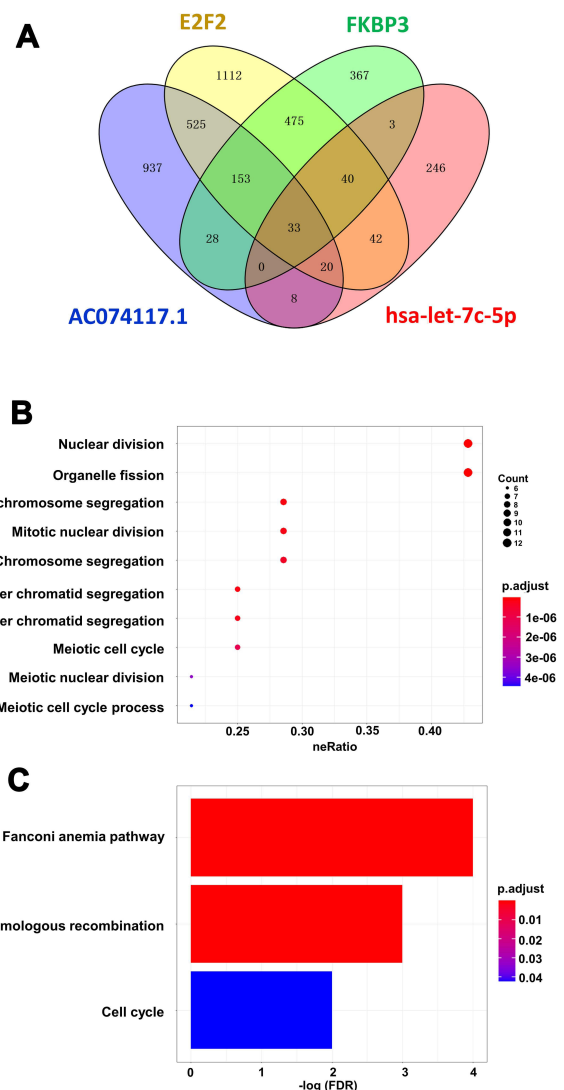 A
E2F2
FKBP3
1112
367
525
475
3
937
153
40
246
28
33
42
0
20
8
AC074117.1
hsa-let-7c-5p
B
Nuclear division
Organelle fission
chromosome segregation
Mitotic nuclear division
Chromosome segregation
er chromatid segregation
er chromatid segregation
Meiotic cell cycle
Meiotic nuclear division
Meiotic cell cycle process
0.25 0.30 0.35 0.40
neRatio
Count
6
7
8
9
10
11
12
p.adjust
1e-06
2e-06
3e-06
4e-06
C
Fanconi anemia pathway
mologous recombination
Cell cycle
0 1 2 3 4
-log (FDR)
p.adjust
0.01
0.02
0.03
0.04